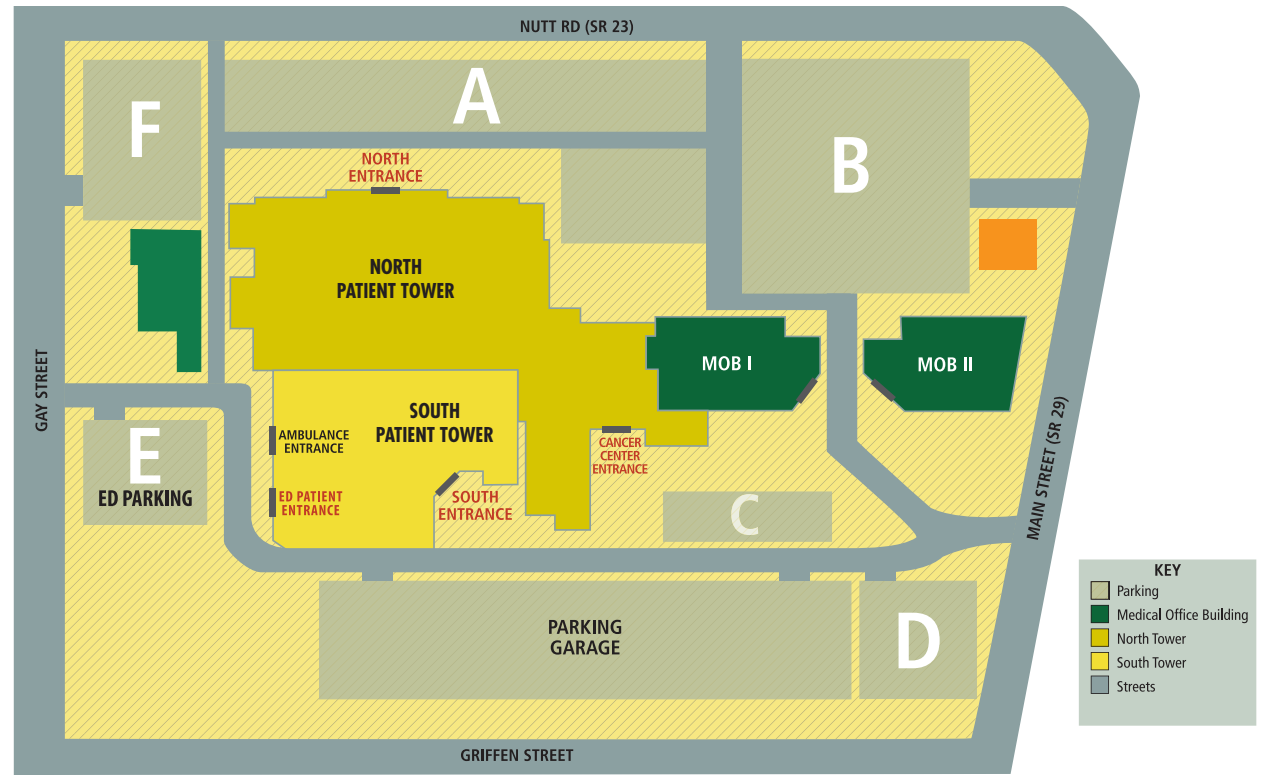 NUTT RD (SR 23)
F
A
B
NORTH
ENTRANCE
NORTH
PATIENT TOWER
MOB I
MOB II
GAY STREET
SOUTH
PATIENT TOWER
AMBULANCE
ENTRANCE
CANCER
CENTER
ENTRANCE
E
ED PARKING
ED PATIENT
ENTRANCE
SOUTH
ENTRANCE
C
MAIN STREET (SR 29)
PARKING
GARAGE
D
GRIFFEN STREET
KEY
Parking
Medical Office Building
North Tower
South Tower
Streets